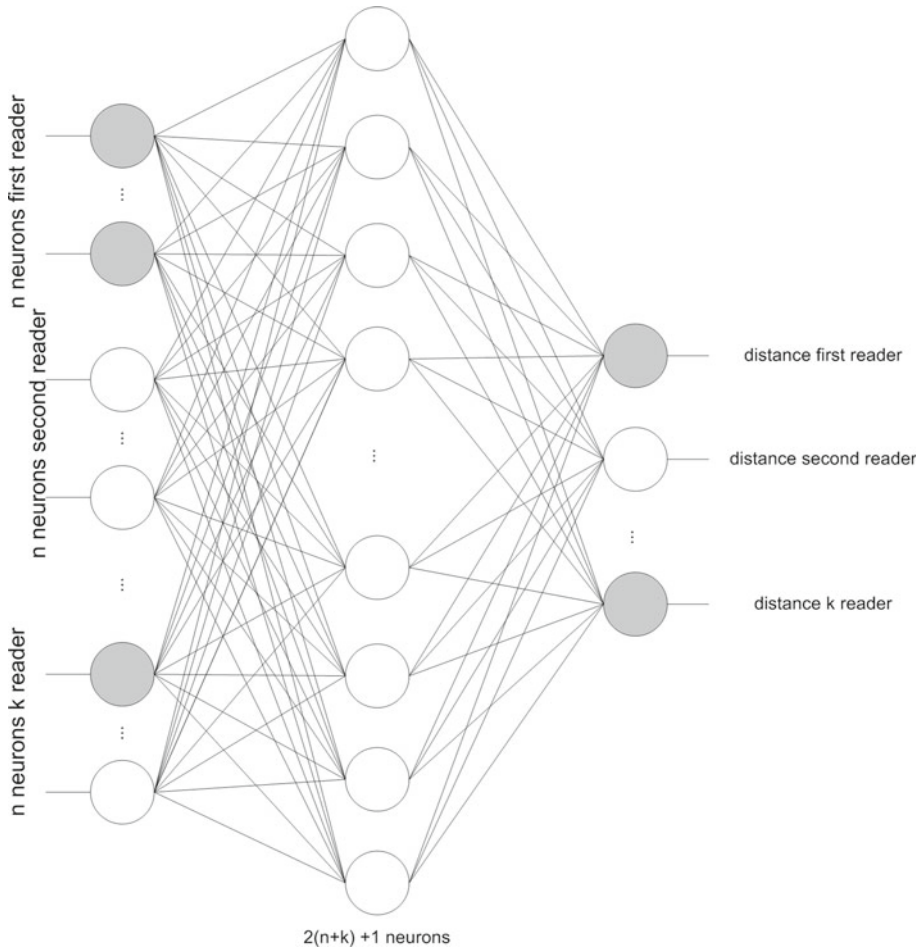 n neurons first reader
n neurons second reader
n neurons k reader
2(n+k) +1 neurons
distance first reader
distance second reader
distance k reader